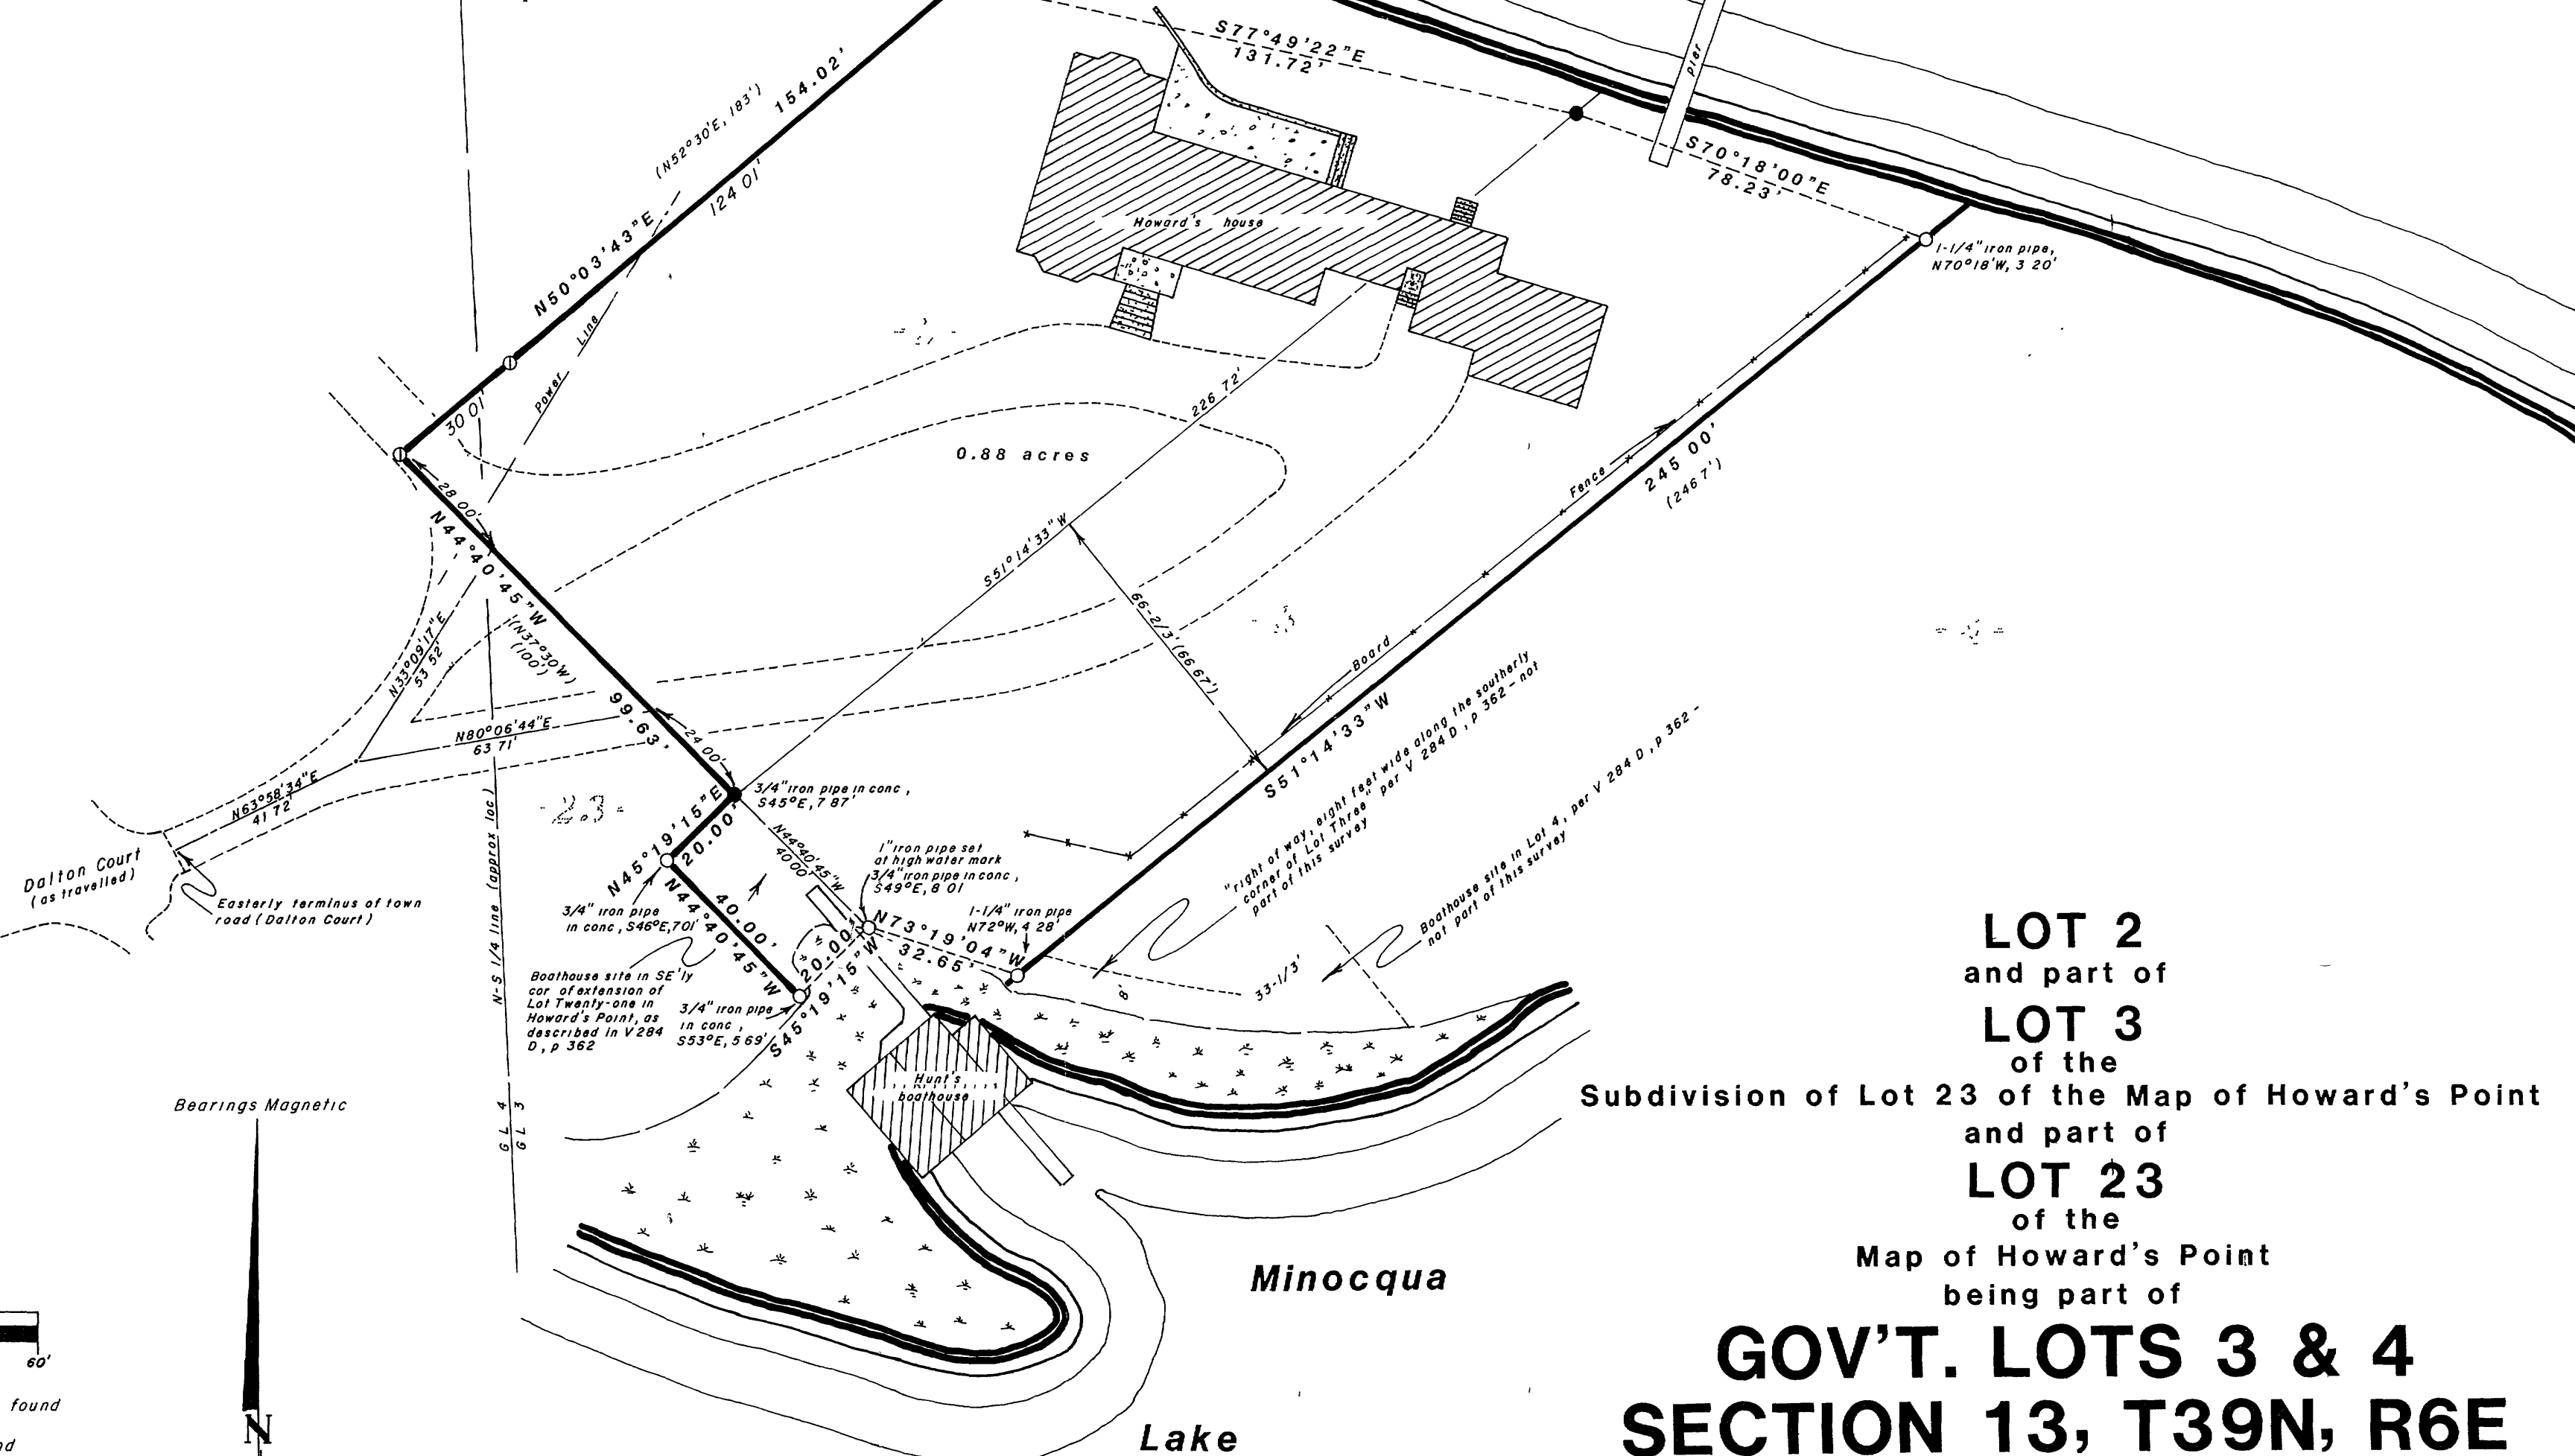 S77°49'22"E
131.72'
pier
154.02'
(N52°30'E, 183')
124 01'
N50°03'43"E
S70°18'00"E
78.23'
Howard's house
1-1/4" iron pipe,
N70°18'W, 3 20'
Power Line
30 01'
226 72'
0.88 acres
28 00'
N44°40'45"W
(N37°30'W)
(100')
99.63'
24 00'
S51°14'33"W
66-2/3'(66 67')
Board Fence
245 00'
(246 7')
S51°14'33"W
N33°09'17"E
53 52'
N80°06'44"E
63 71'
N63°58'34"E
41 72'
Dalton Court
(as travelled)
Easterly terminus of town
road (Dalton Court)
N-S 1/4 line (approx loc)
-23-
3/4" iron pipe in conc,
S45°E, 7 87'
N45°19'15"E
20.00'
N44°40'45"W
40 00'
1" iron pipe set
at high water mark
3/4" iron pipe in conc,
S49°E, 8 01'
3/4" iron pipe
in conc, S46°E, 7 01'
40.00'
N44°40'45"W
1-1/4" iron pipe
N72°W, 4 28'
N73°19'04"W
32.65'
20.00'
S45°19'15"W
Boathouse site in SE'ly
cor of extension of
Lot Twenty-one in
Howard's Point, as
described in V 284
D, p 362
3/4" iron pipe
in conc,
S53°E, 5 69'
"right of way, eight feet wide along the southerly
corner of Lot Three" per V 284 D, p 362 - not
part of this survey
Boathouse site in Lot 4, per V 284 D, p 362 -
not part of this survey
8'
33-1/3'
Hunt's
boathouse
GL 4
GL 3
Bearings Magnetic
N
60'
found
Minocqua
Lake
LOT 2
and part of
LOT 3
of the
Subdivision of Lot 23 of the Map of Howard's Point
and part of
LOT 23
of the
Map of Howard's Point
being part of
GOV'T. LOTS 3 & 4
SECTION 13, T39N, R6E